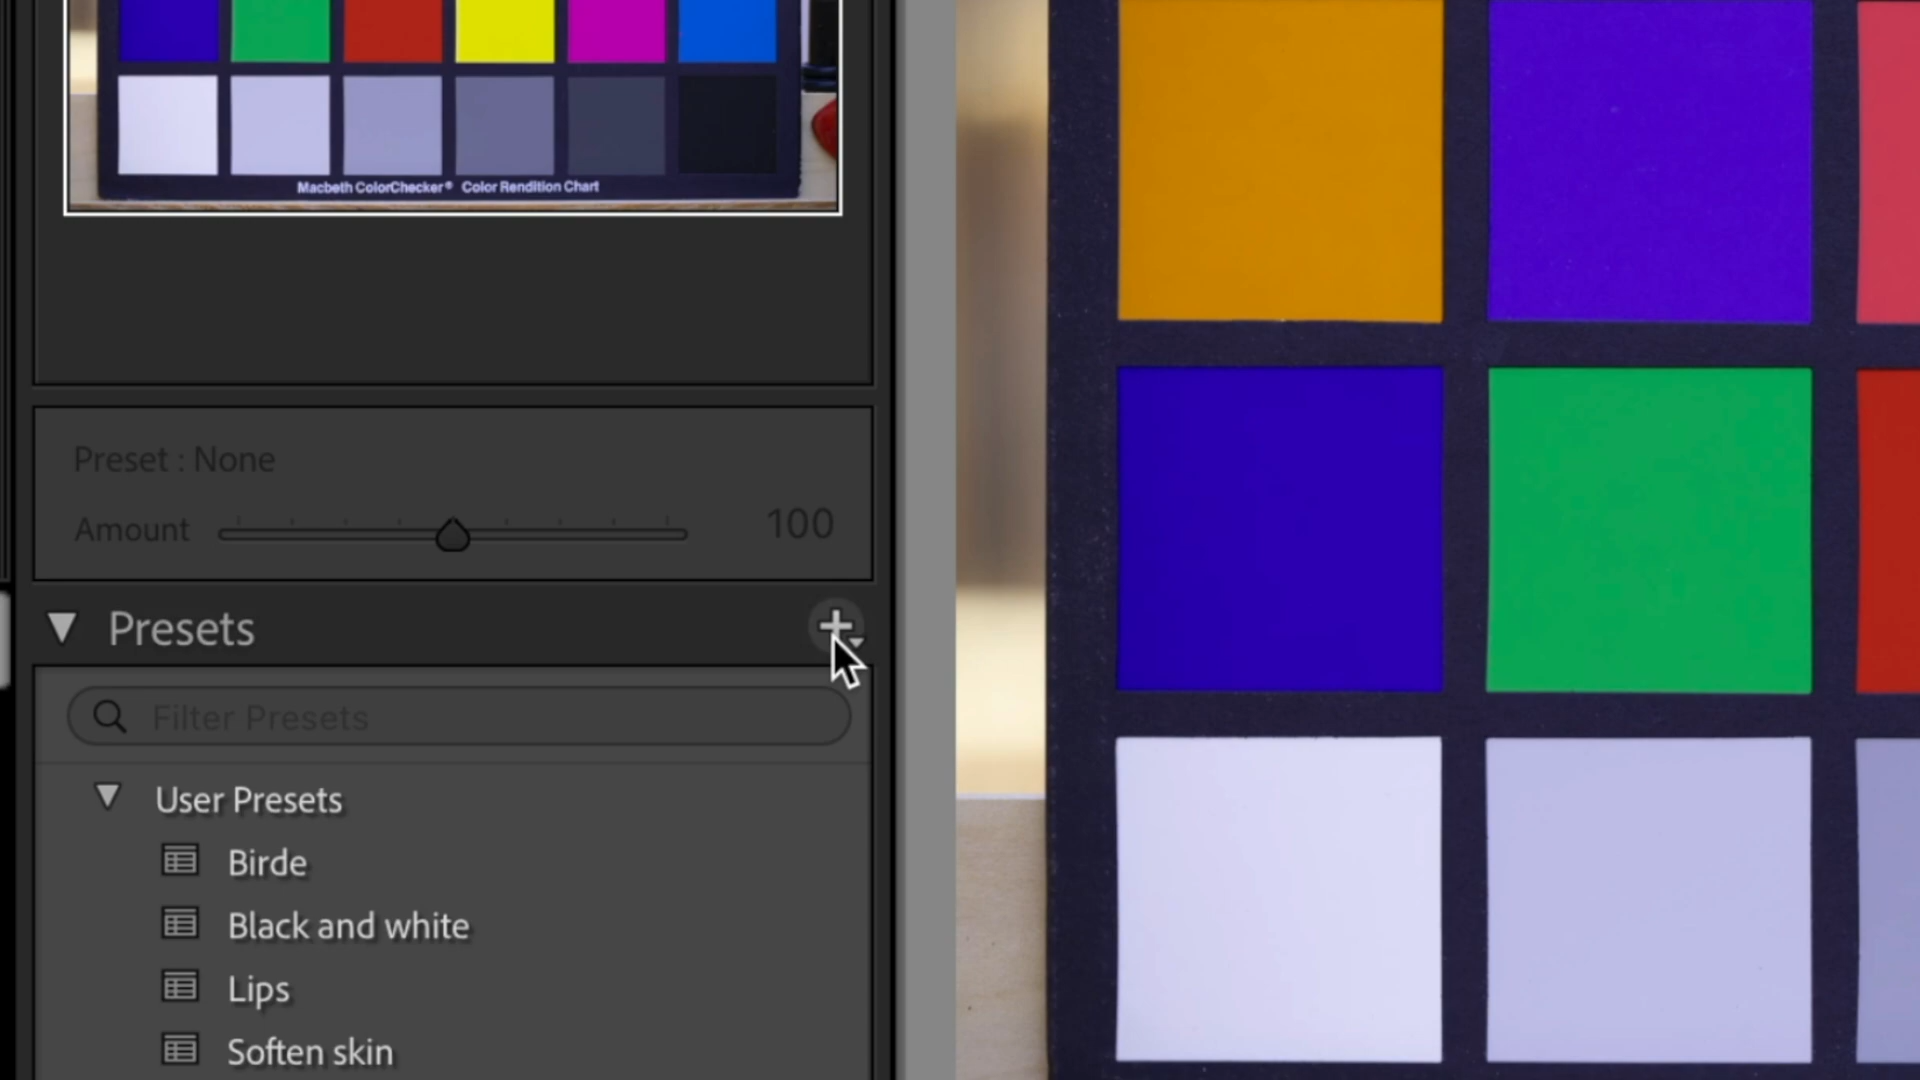 Macbeth ColorChecker® Color Rendition Chart
Preset : None
Amount 100
Presets
Filter Presets
User Presets
Birde
Black and white
Lips
Soften skin